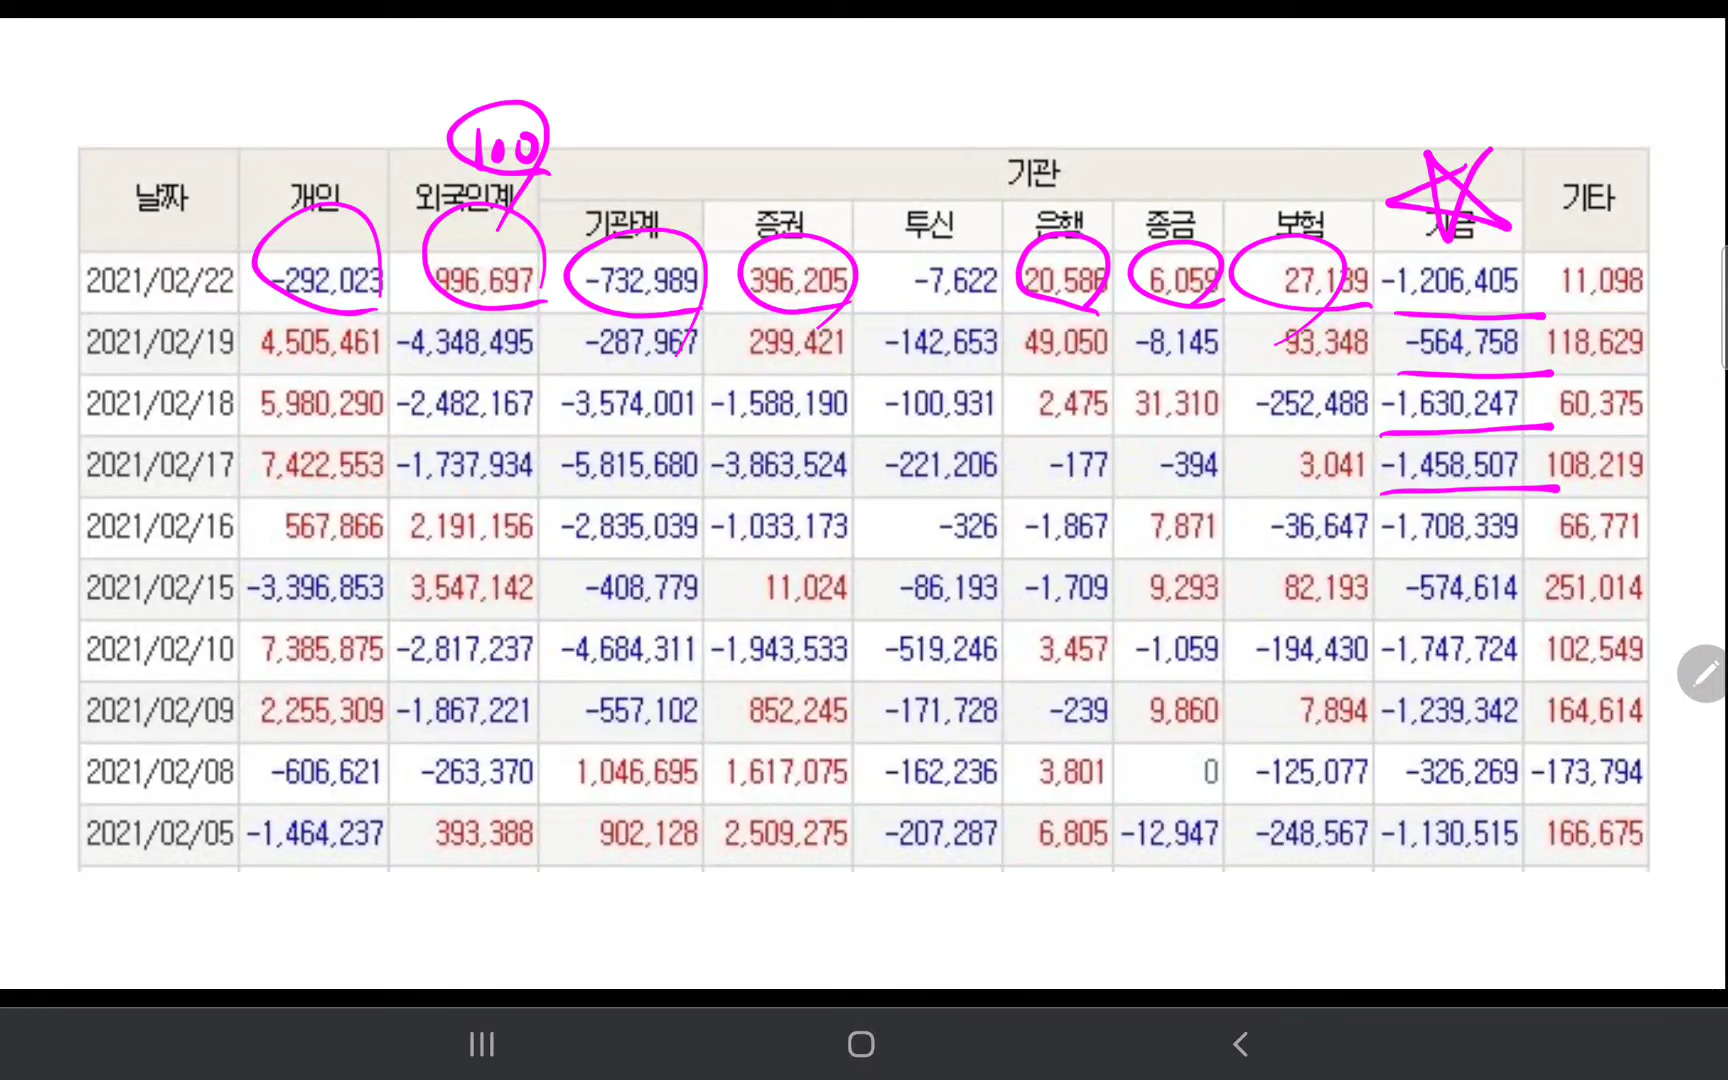 100
날짜 개인 외국인계 기관 기타
기관계 증권 투신 은행 종금 보험 기금
2021/02/22 -292,023 996,697 -732,989 396,205 -7,622 20,586 6,059 27,139 -1,206,405 11,098
2021/02/19 4,505,461 -4,348,495 -287,967 299,421 -142,653 49,050 -8,145 93,348 -564,758 118,629
2021/02/18 5,980,290 -2,482,167 -3,574,001 -1,588,190 -100,931 2,475 31,310 -252,488 -1,630,247 60,375
2021/02/17 7,422,553 -1,737,934 -5,815,680 -3,863,524 -221,206 -177 -394 3,041 -1,458,507 108,219
2021/02/16 567,866 2,191,156 -2,835,039 -1,033,173 -326 -1,867 7,871 -36,647 -1,708,339 66,771
2021/02/15 -3,396,853 3,547,142 -408,779 11,024 -86,193 -1,709 9,293 82,193 -574,614 251,014
2021/02/10 7,385,875 -2,817,237 -4,684,311 -1,943,533 -519,246 3,457 -1,059 -194,430 -1,747,724 102,549
2021/02/09 2,255,309 -1,867,221 -557,102 852,245 -171,728 -239 9,860 7,894 -1,239,342 164,614
2021/02/08 -606,621 -263,370 1,046,695 1,617,075 -162,236 3,801 0 -125,077 -326,269 -173,794
2021/02/05 -1,464,237 393,388 902,128 2,509,275 -207,287 6,805 -12,947 -248,567 -1,130,515 166,675